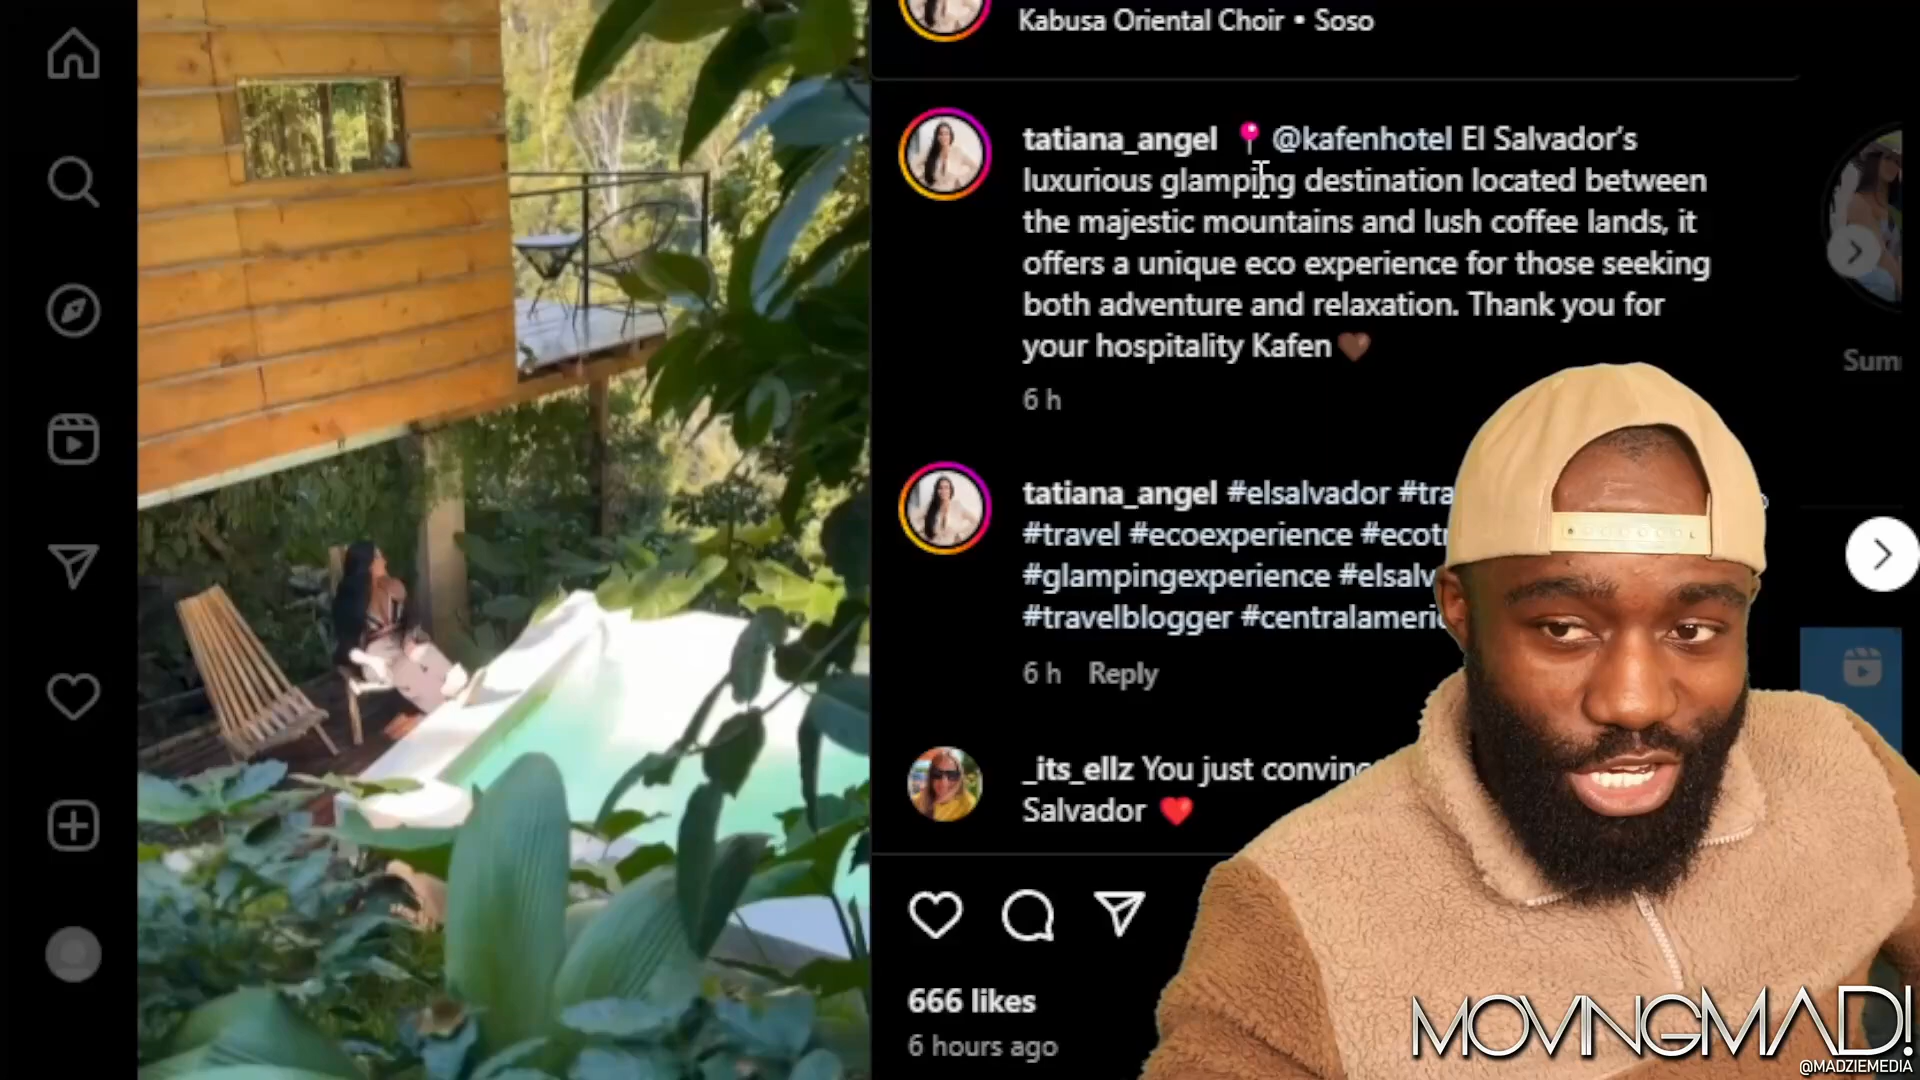 Kabusa Oriental Choir • Soso
tatiana_angel 📍 @kafenhotel El Salvador's
luxurious glamping destination located between
the majestic mountains and lush coffee lands, it
offers a unique eco experience for those seeking
both adventure and relaxation. Thank you for
your hospitality Kafen🤎
6 h
Sum
tatiana_angel #elsalvador #tra
#travel #ecoexperience #ecot
#glampingexperience #elsalv
#travelblogger #centralameric
6 h Reply
_its_ellz You just convinc
Salvador ❤️
666 likes
6 hours ago
MOVINGMAD!
@MADZIEMEDIA